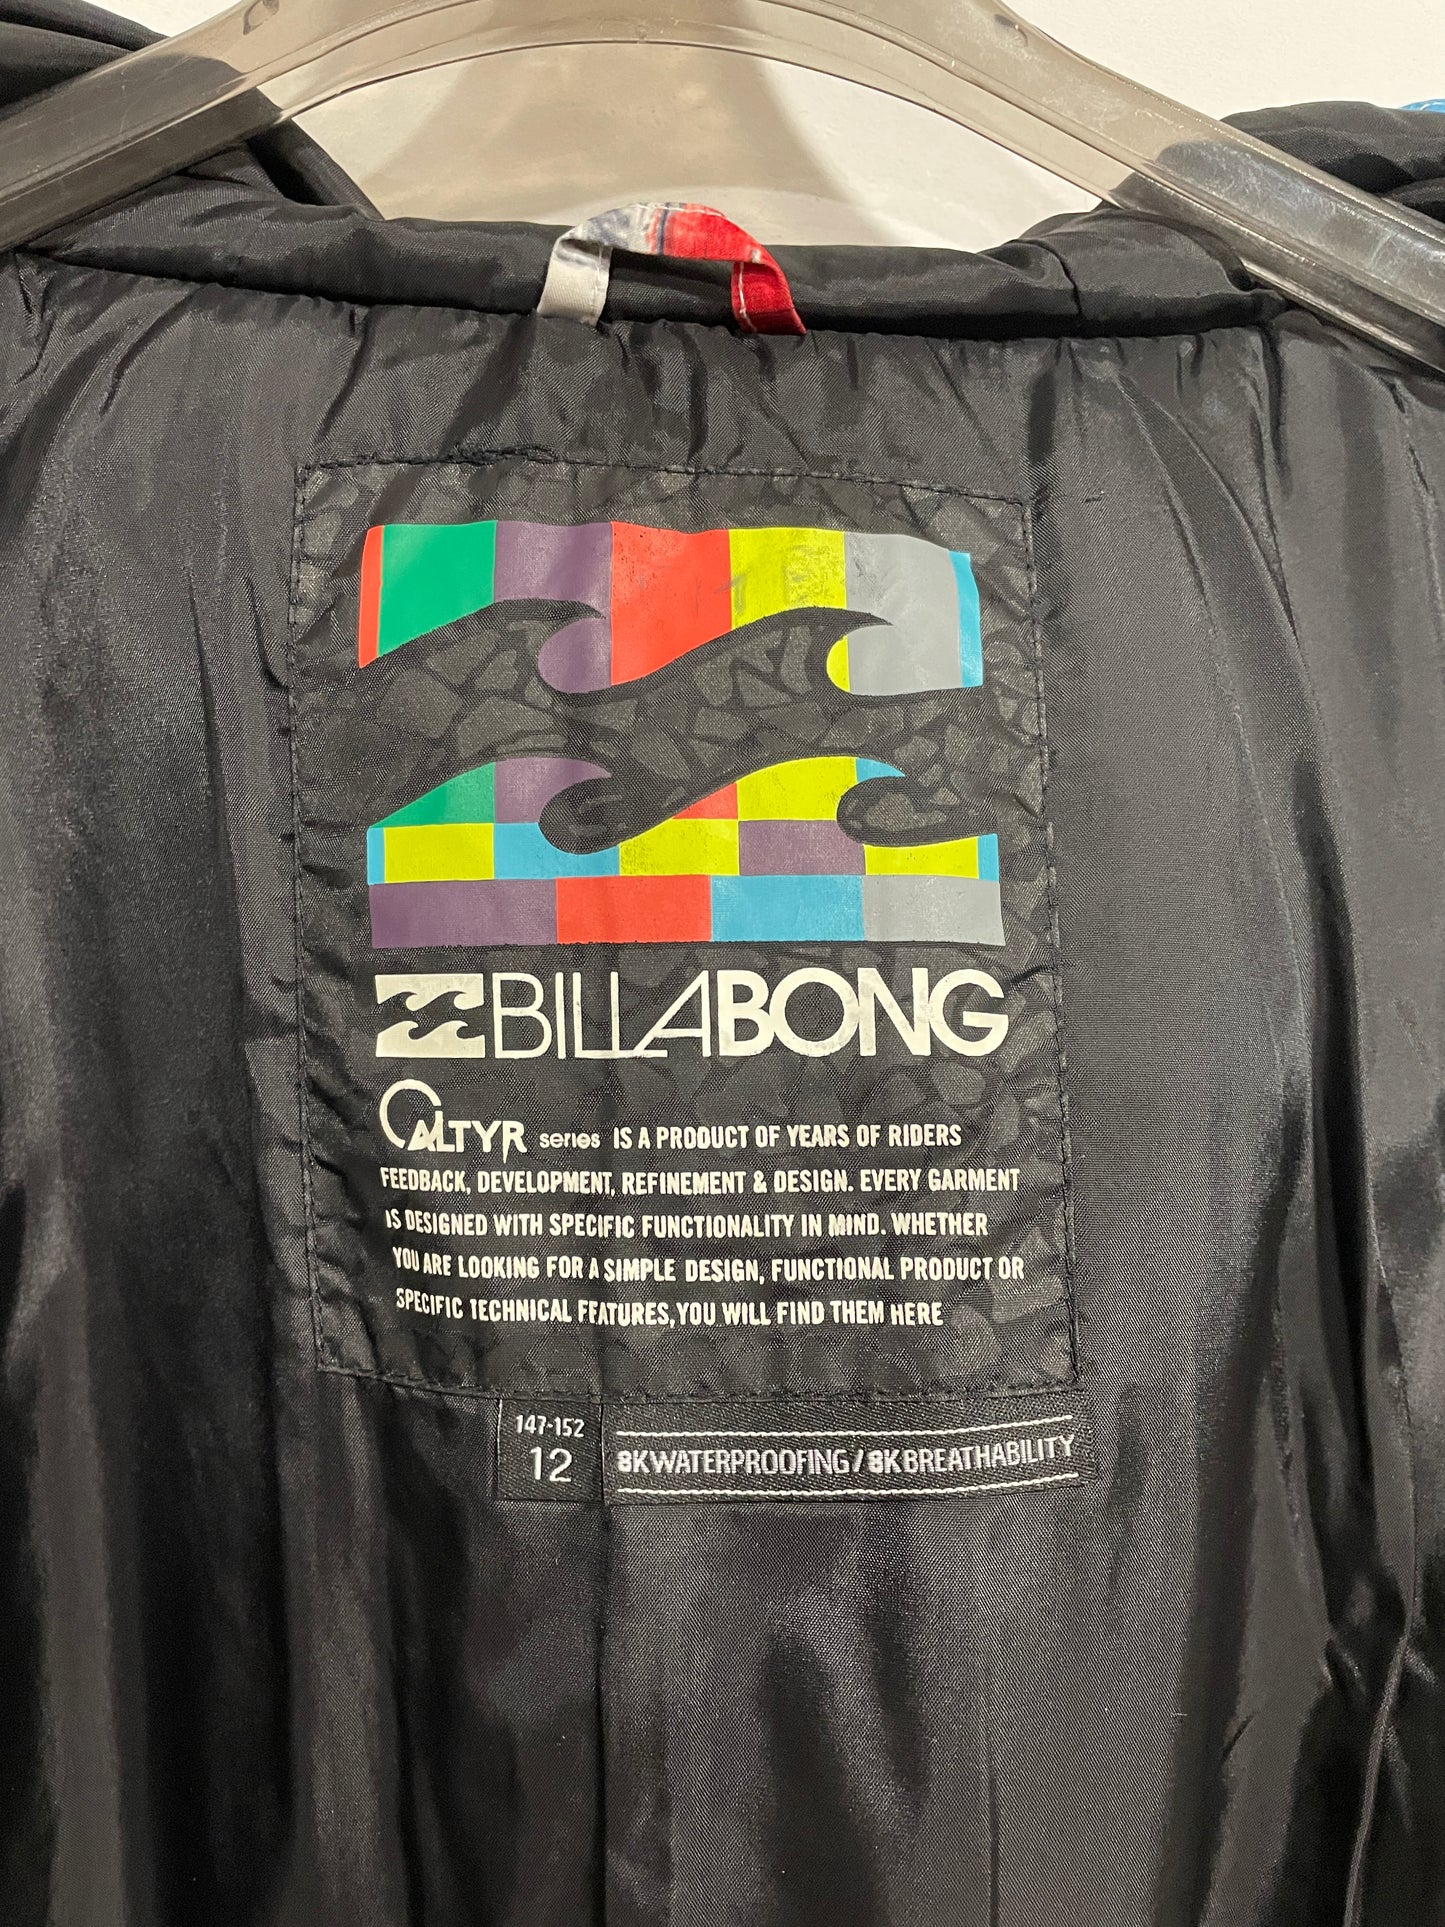 BILLABONG
QALTYR series IS A PRODUCT OF YEARS OF RIDERS
FEEDBACK, DEVELOPMENT, REFINEMENT & DESIGN. EVERY GARMENT
IS DESIGNED WITH SPECIFIC FUNCTIONALITY IN MIND. WHETHER
YOU ARE LOOKING FOR A SIMPLE DESIGN, FUNCTIONAL PRODUCT OR
SPECIFIC TECHNICAL FEATURES, YOU WILL FIND THEM HERE
147-152
12
8K WATERPROOFING / 8K BREATHABILITY